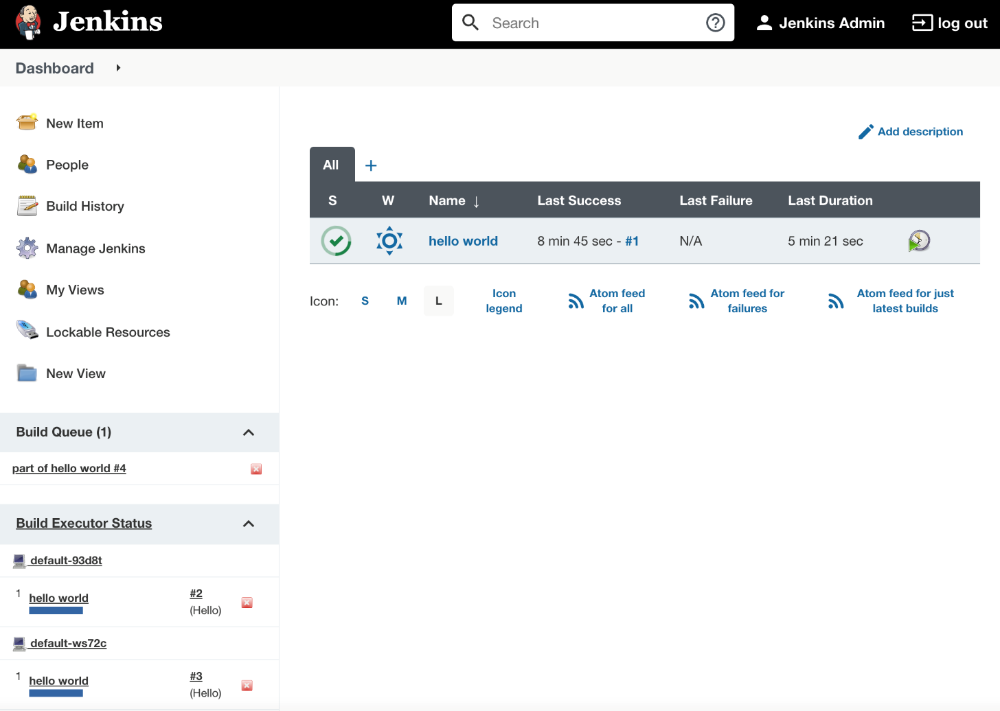 Jenkins
Search
Jenkins Admin
log out
Dashboard
New Item
People
Build History
Manage Jenkins
My Views
Lockable Resources
New View
Build Queue (1)
part of hello world #4
Build Executor Status
default-93d8t
1 hello world #2
(Hello)
default-ws72c
1 hello world #3
(Hello)
Add description
All +
S W Name ↓ Last Success Last Failure Last Duration
hello world 8 min 45 sec - #1 N/A 5 min 21 sec
Icon: S M L
Icon
legend
Atom feed
for all
Atom feed for
failures
Atom feed for just
latest builds